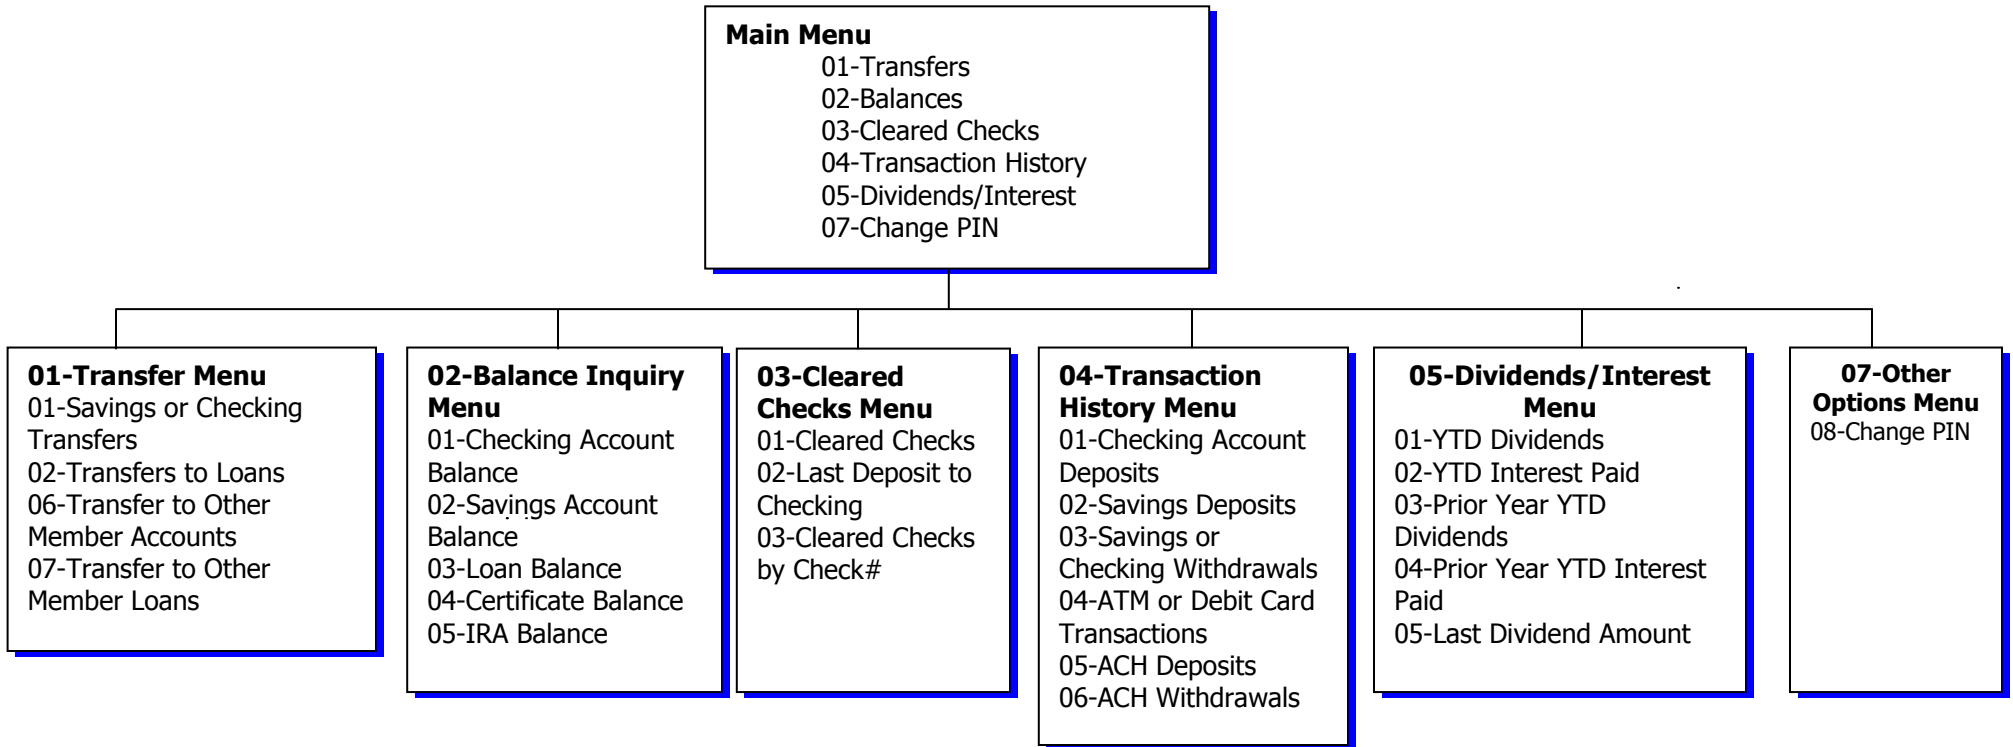 Main Menu
01-Transfers
02-Balances
03-Cleared Checks
04-Transaction History
05-Dividends/Interest
07-Change PIN
01-Transfer Menu
01-Savings or Checking
Transfers
02-Transfers to Loans
06-Transfer to Other
Member Accounts
07-Transfer to Other
Member Loans
02-Balance Inquiry
Menu
01-Checking Account
Balance
02-Savings Account
Balance
03-Loan Balance
04-Certificate Balance
05-IRA Balance
03-Cleared
Checks Menu
01-Cleared Checks
02-Last Deposit to
Checking
03-Cleared Checks
by Check#
04-Transaction
History Menu
01-Checking Account
Deposits
02-Savings Deposits
03-Savings or
Checking Withdrawals
04-ATM or Debit Card
Transactions
05-ACH Deposits
06-ACH Withdrawals
05-Dividends/Interest
Menu
01-YTD Dividends
02-YTD Interest Paid
03-Prior Year YTD
Dividends
04-Prior Year YTD Interest
Paid
05-Last Dividend Amount
07-Other
Options Menu
08-Change PIN